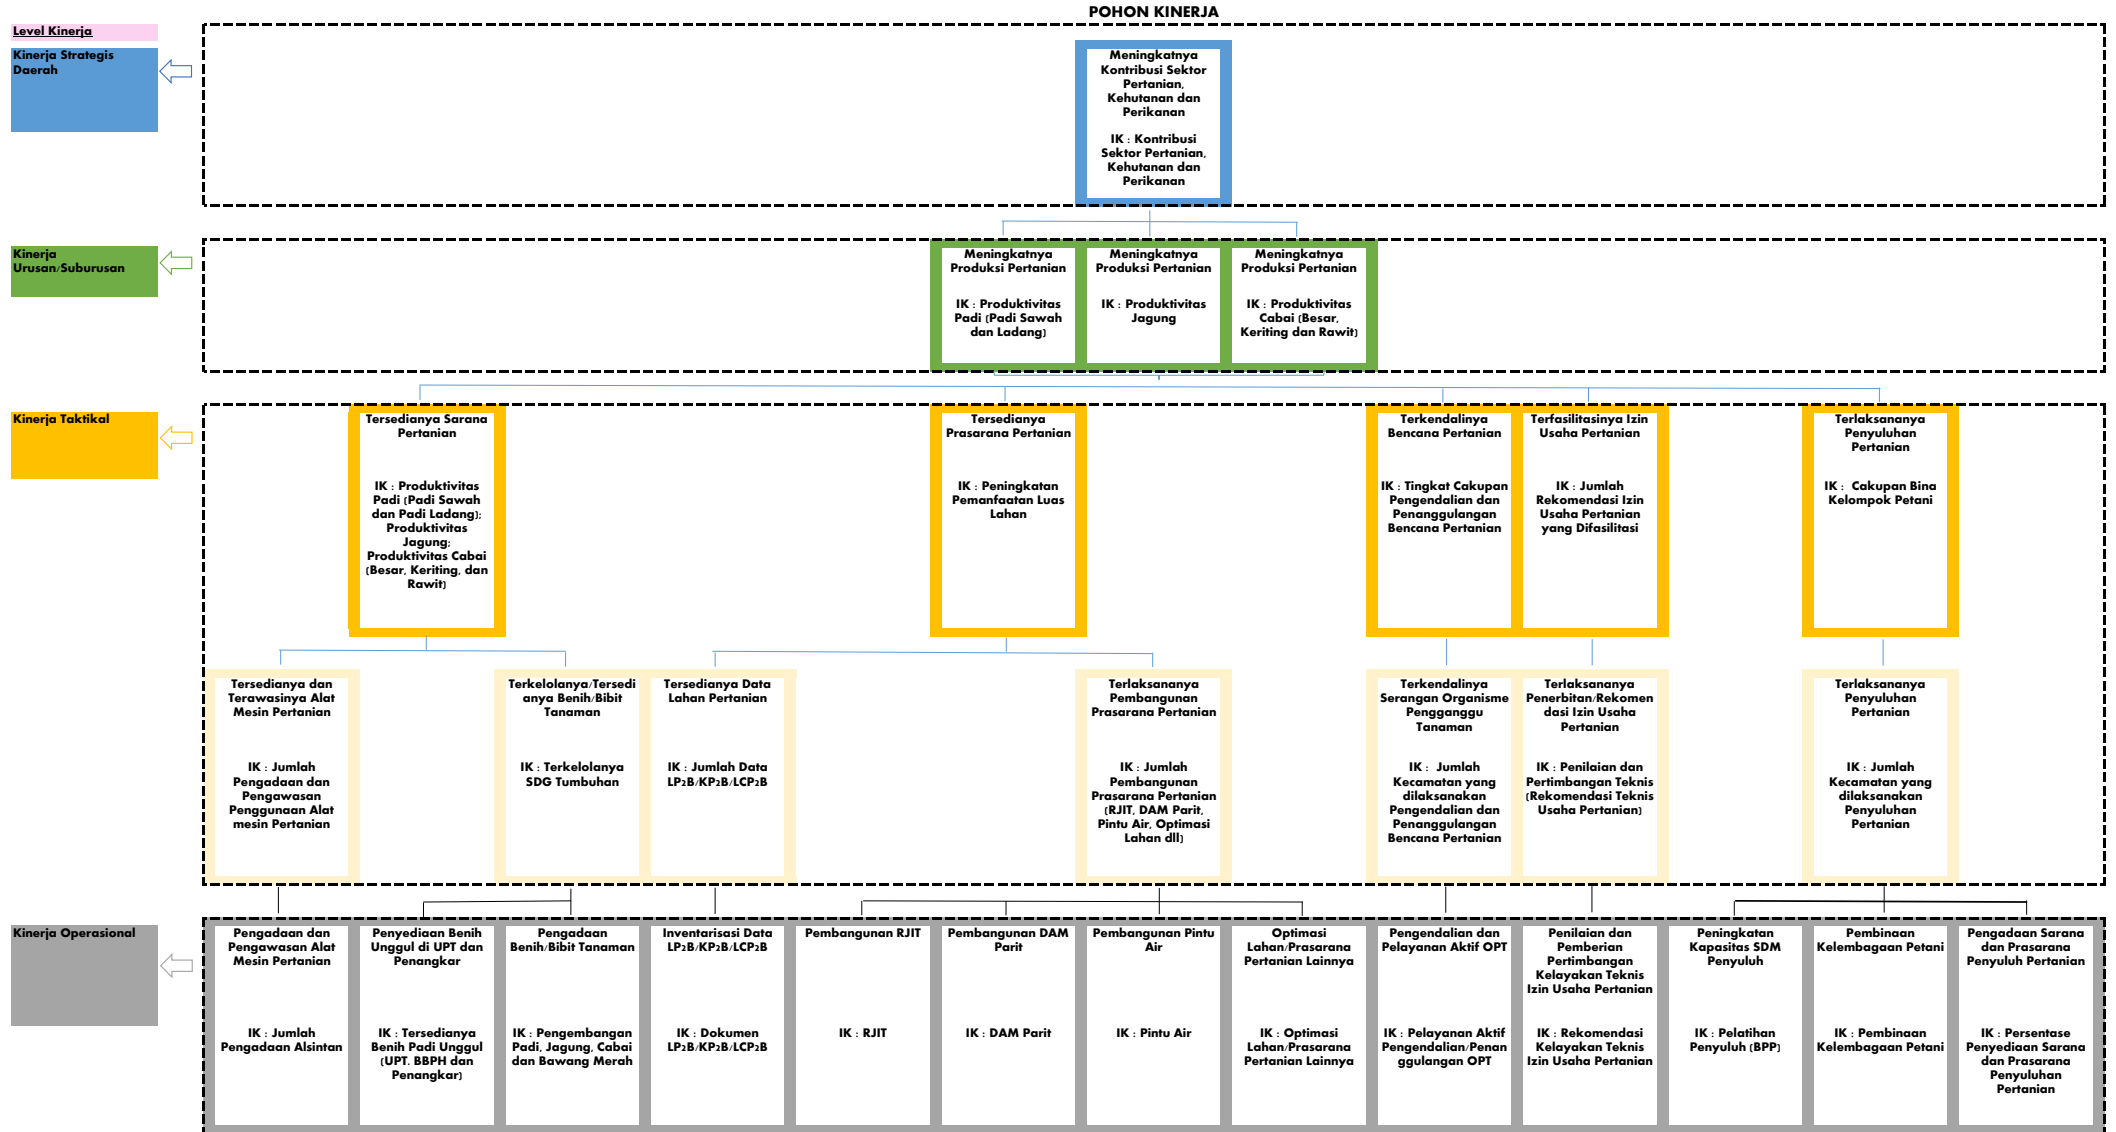 POHON KINERJA
Level Kinerja
Kinerja Strategis
Daerah
Meningkatnya
Kontribusi Sektor
Pertanian,
Kehutanan dan
Perikanan
IK : Kontribusi
Sektor Pertanian,
Kehutanan dan
Perikanan
Kinerja
Urusan/Suburusan
Meningkatnya
Produksi Pertanian
IK : Produktivitas
Padi (Padi Sawah
dan Ladang)
Meningkatnya
Produksi Pertanian
IK : Produktivitas
Jagung
Meningkatnya
Produksi Pertanian
IK : Produktivitas
Cabai (Besar,
Keriting dan Rawit)
Kinerja Taktikal
Tersedianya Sarana
Pertanian
IK : Produktivitas
Padi (Padi Sawah
dan Padi Ladang);
Produktivitas
Jagung;
Produktivitas Cabai
(Besar, Keriting, dan
Rawit)
Tersedianya
Prasarana Pertanian
IK : Peningkatan
Pemanfaatan Luas
Lahan
Terkendalinya
Bencana Pertanian
IK : Tingkat Cakupan
Pengendalian dan
Penanggulangan
Bencana Pertanian
Terfasilitasinya Izin
Usaha Pertanian
IK : Jumlah
Rekomendasi Izin
Usaha Pertanian
yang Difasilitasi
Terlaksananya
Penyuluhan
Pertanian
IK :  Cakupan Bina
Kelompok Petani
Tersedianya dan
Terawasinya Alat
Mesin Pertanian
IK : Jumlah
Pengadaan dan
Pengawasan
Penggunaan Alat
mesin Pertanian
Terkelolanya/Tersedi
anya Benih/Bibit
Tanaman
IK : Terkelolanya
SDG Tumbuhan
Tersedianya Data
Lahan Pertanian
IK : Jumlah Data
LP2B/KP2B/LCP2B
Terlaksananya
Pembangunan
Prasarana Pertanian
IK : Jumlah
Pembangunan
Prasarana Pertanian
(RJIT, DAM Parit,
Pintu Air, Optimasi
Lahan dll)
Terkendalinya
Serangan Organisme
Pengganggu
Tanaman
IK :  Jumlah
Kecamatan yang
dilaksanakan
Pengendalian dan
Penanggulangan
Bencana Pertanian
Terlaksananya
Penerbitan/Rekomen
dasi Izin Usaha
Pertanian
IK : Penilaian dan
Pertimbangan Teknis
(Rekomendasi Teknis
Usaha Pertanian)
Terlaksananya
Penyuluhan
Pertanian
IK : Jumlah
Kecamatan yang
dilaksanakan
Penyuluhan
Pertanian
Kinerja Operasional
Pengadaan dan
Pengawasan Alat
Mesin Pertanian
IK : Jumlah
Pengadaan Alsintan
Penyediaan Benih
Unggul di UPT dan
Penangkar
IK : Tersedianya
Benih Padi Unggul
(UPT. BBPH dan
Penangkar)
Pengadaan
Benih/Bibit Tanaman
IK : Pengembangan
Padi, Jagung, Cabai
dan Bawang Merah
Inventarisasi Data
LP2B/KP2B/LCP2B
IK : Dokumen
LP2B/KP2B/LCP2B
Pembangunan RJIT
IK : RJIT
Pembangunan DAM
Parit
IK : DAM Parit
Pembangunan Pintu
Air
IK : Pintu Air
Optimasi
Lahan/Prasarana
Pertanian Lainnya
IK : Optimasi
Lahan/Prasarana
Pertanian Lainnya
Pengendalian dan
Pelayanan Aktif OPT
IK : Pelayanan Aktif
Pengendalian/Penan
ggulangan OPT
Penilaian dan
Pemberian
Pertimbangan
Kelayakan Teknis
Izin Usaha Pertanian
IK : Rekomendasi
Kelayakan Teknis
Izin Usaha Pertanian
Peningkatan
Kapasitas SDM
Penyuluh
IK : Pelatihan
Penyuluh (BPP)
Pembinaan
Kelembagaan Petani
IK : Pembinaan
Kelembagaan Petani
Pengadaan Sarana
dan Prasarana
Penyuluh Pertanian
IK : Persentase
Penyediaan Sarana
dan Prasarana
Penyuluhan
Pertanian